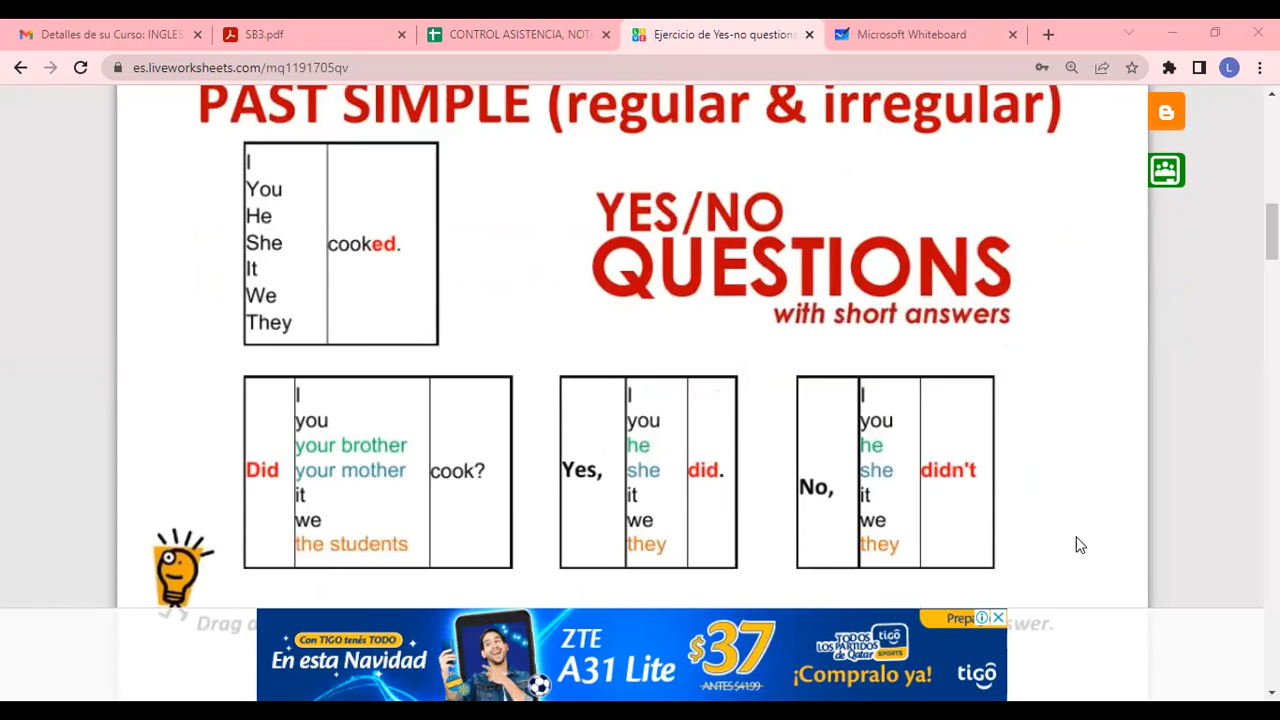 Detalles de su Curso: INGLES
SB3.pdf
CONTROL ASISTENCIA, NOTA
Ejercicio de Yes-no questions
Microsoft Whiteboard
es.liveworksheets.com/mq1191705qv
L
PAST SIMPLE (regular & irregular)
I
You
He
She
It
We
They
cooked.
YES/NO
QUESTIONS
with short answers
Did
I
you
your brother
your mother
it
we
the students
cook?
Yes,
I
you
he
she
it
we
they
did.
No,
I
you
he
she
it
we
they
didn't
Drag a
swer.
Con TIGO tenés TODO
En esta Navidad
ZTE
A31 Lite
$37
ANTES $41.99
TODOS
LOS PARTIDOS
de Qatar
tigo
SPORTS
¡Compralo ya!
Prepa
tigo